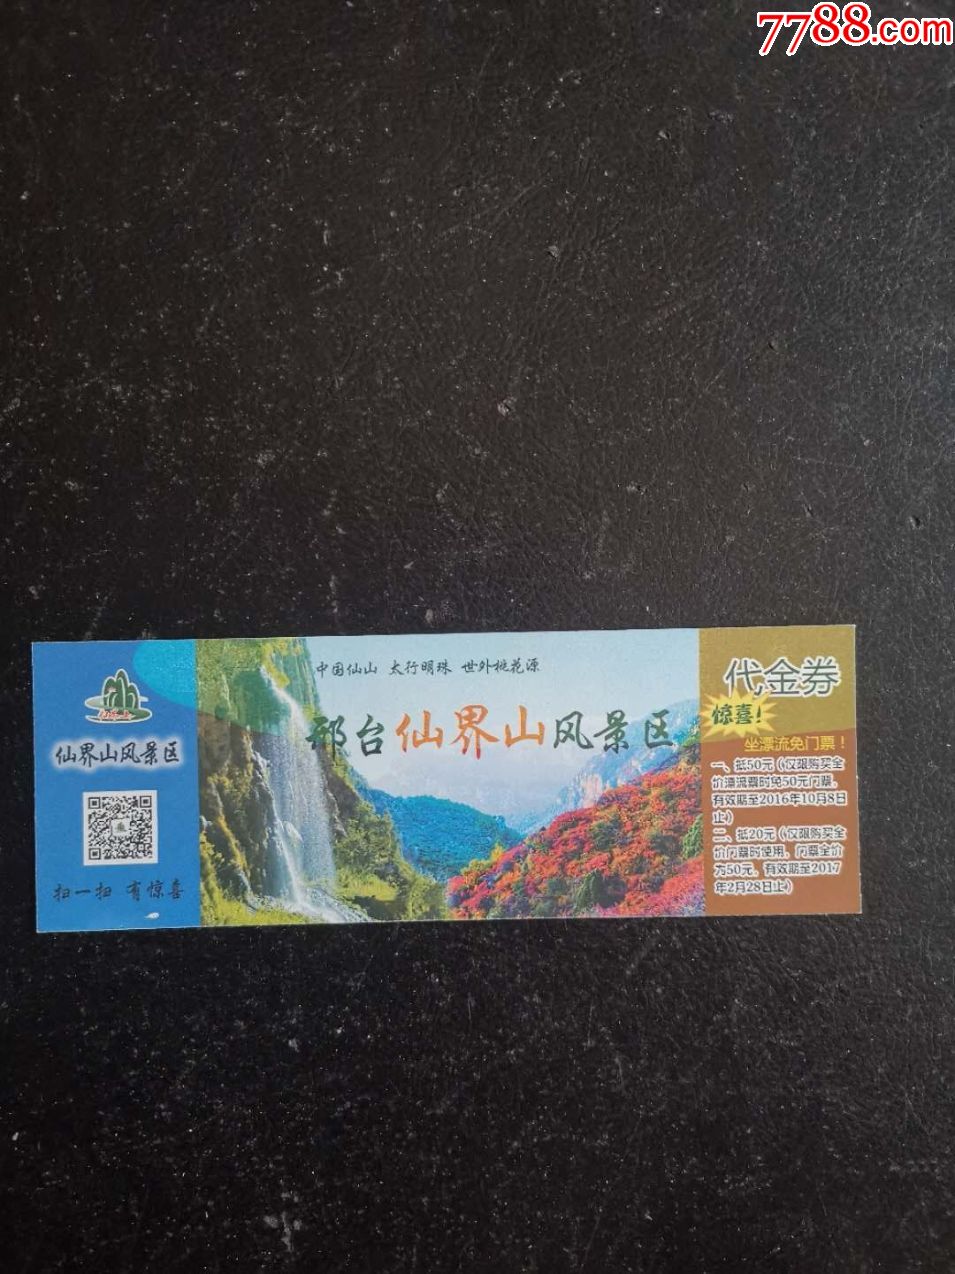 7788.com
中国仙山 太行明珠 世外桃花源
邢台仙界山风景区
仙界山风景区
扫一扫 有惊喜
代金券
惊喜!
坐漂流免门票！
一、抵50元（仅限购买全
价漂流票时免50元门票，
有效期至2016年10月8日
止）
二、抵20元（仅限购买全
价门票时使用，门票全价
为50元，有效期至2017
年2月28日止）